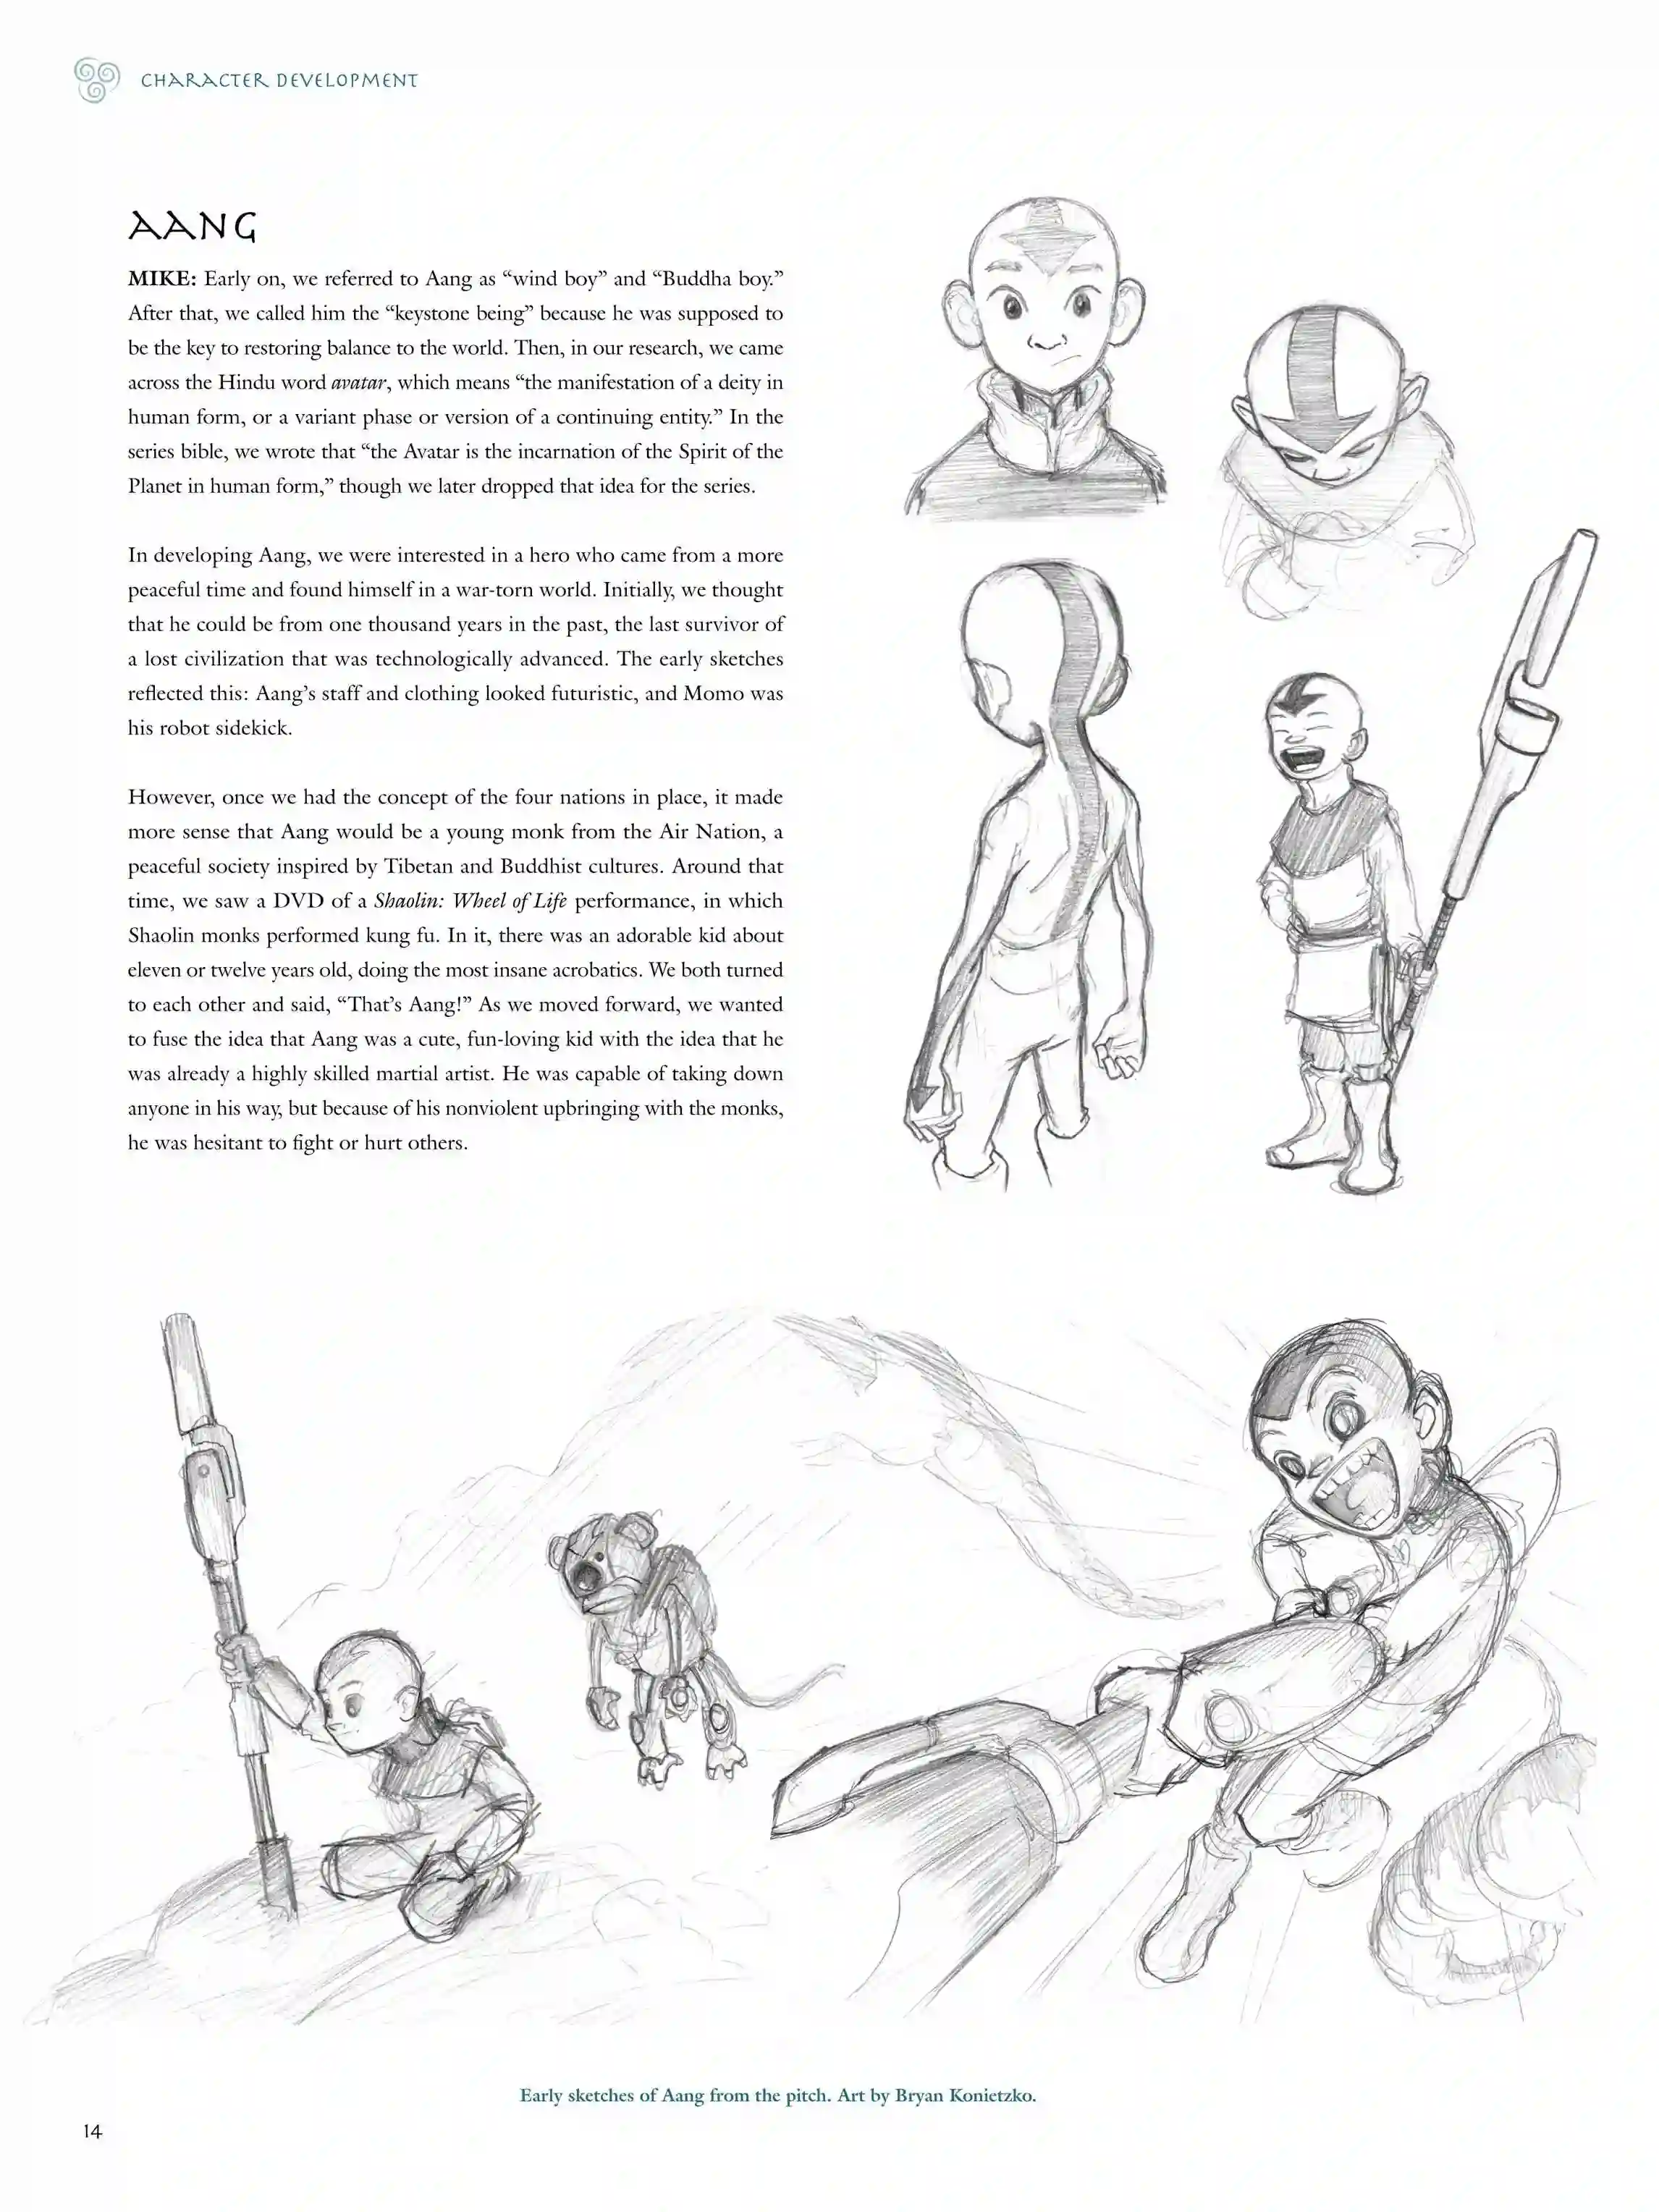 CHARACTER DEVELOPMENT
AANG
MIKE: Early on, we referred to Aang as “wind boy” and “Buddha boy.”
After that, we called him the “keystone being” because he was supposed to
be the key to restoring balance to the world. Then, in our research, we came
across the Hindu word avatar, which means “the manifestation of a deity in
human form, or a variant phase or version of a continuing entity.” In the
series bible, we wrote that “the Avatar is the incarnation of the Spirit of the
Planet in human form,” though we later dropped that idea for the series.
In developing Aang, we were interested in a hero who came from a more
peaceful time and found himself in a war-torn world. Initially, we thought
that he could be from one thousand years in the past, the last survivor of
a lost civilization that was technologically advanced. The early sketches
reflected this: Aang’s staff and clothing looked futuristic, and Momo was
his robot sidekick.
However, once we had the concept of the four nations in place, it made
more sense that Aang would be a young monk from the Air Nation, a
peaceful society inspired by Tibetan and Buddhist cultures. Around that
time, we saw a DVD of a Shaolin: Wheel of Life performance, in which
Shaolin monks performed kung fu. In it, there was an adorable kid about
eleven or twelve years old, doing the most insane acrobatics. We both turned
to each other and said, “That’s Aang!” As we moved forward, we wanted
to fuse the idea that Aang was a cute, fun-loving kid with the idea that he
was already a highly skilled martial artist. He was capable of taking down
anyone in his way, but because of his nonviolent upbringing with the monks,
he was hesitant to fight or hurt others.
Early sketches of Aang from the pitch. Art by Bryan Konietzko.
14